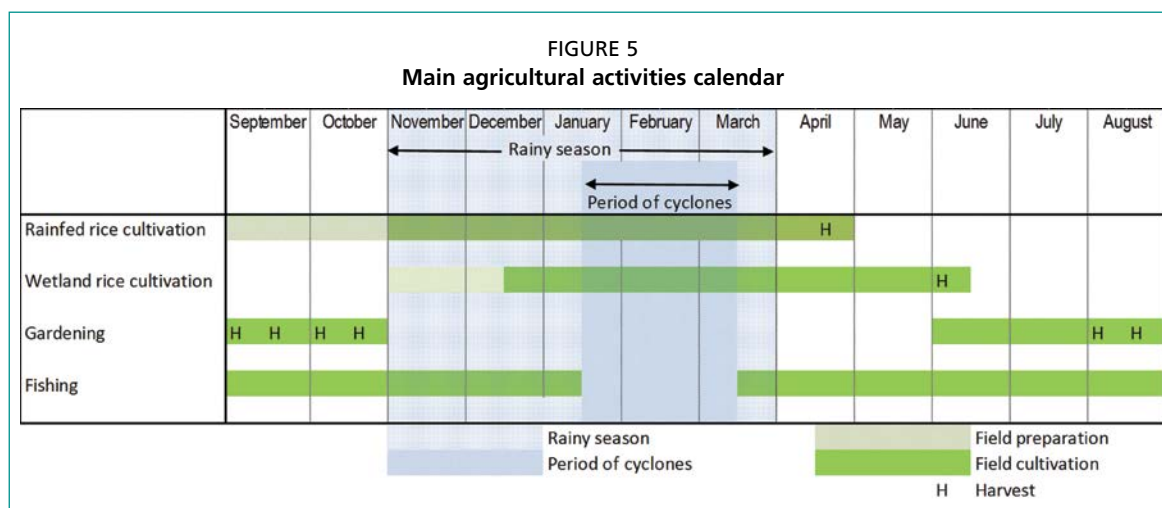 FIGURE 5
Main agricultural activities calendar
September October November December January February March April May June July August
Rainy season
Period of cyclones
Rainfed rice cultivation H
Wetland rice cultivation H
Gardening H H H H H H
Fishing
Rainy season Field preparation
Period of cyclones Field cultivation
H Harvest